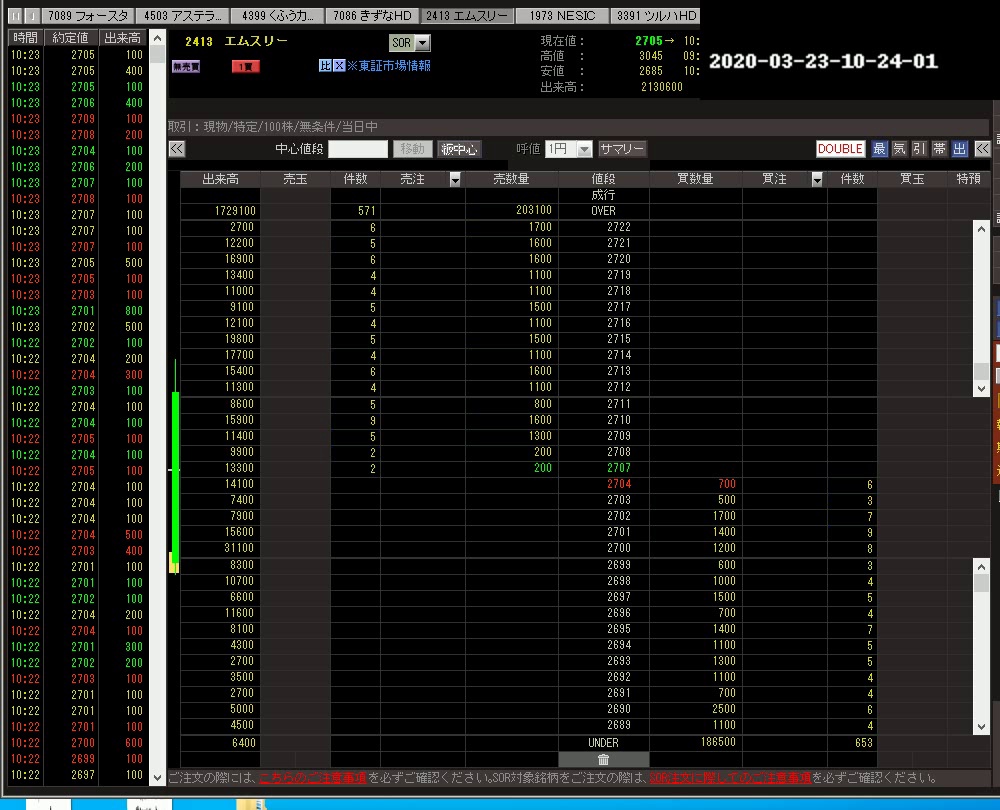 7089 フォースタ 4503 アステラ... 4399 くふう力... 7086 きずなHD 2413 エムスリー 1973 NESIC 3391 ツルハHD
時間 約定値 出来高
2413 エムスリー SOR 現在値： 2705→ 10:
高値 ： 3045 09:
無売買 1買 比 X ※東証市場情報 安値 ： 2685 10:
出来高： 2130600
2020-03-23-10-24-01
取引：現物/特定/100株/無条件/当日中
中心値段 移動 板中心 呼値 1円 サマリー DOUBLE 最 気 引 帯 出
10:23 2705 100
10:23 2705 400
10:23 2705 100
10:23 2706 400
10:23 2709 100
10:23 2708 200
10:23 2704 100
10:23 2706 200
10:23 2707 100
10:23 2708 100
10:23 2707 100
10:23 2707 100
10:23 2707 100
10:23 2705 500
10:23 2705 100
10:23 2703 100
10:23 2701 800
10:23 2702 500
10:22 2702 100
10:22 2704 200
10:22 2704 300
10:22 2703 100
10:22 2704 100
10:22 2704 100
10:22 2705 100
10:22 2704 100
10:22 2705 100
10:22 2704 100
10:22 2704 100
10:22 2704 100
10:22 2704 500
10:22 2703 400
10:22 2701 100
10:22 2701 100
10:22 2702 100
10:22 2704 200
10:22 2704 100
10:22 2701 300
10:22 2702 200
10:22 2703 100
10:22 2701 100
10:22 2701 100
10:22 2701 100
10:22 2700 600
10:22 2699 100
10:22 2697 100
出来高 売玉 件数 売注 売数量 値段 買数量 買注 件数 買玉 特預
成行
1729100 571 203100 OVER
2700 6 1700 2722
12200 5 1600 2721
16900 6 1600 2720
13400 4 1100 2719
11000 4 1100 2718
9100 5 1500 2717
12100 4 1100 2716
19800 5 1500 2715
17700 4 1100 2714
15400 6 1600 2713
11300 4 1100 2712
8600 5 800 2711
15900 9 1600 2710
11400 5 1300 2709
9900 2 200 2708
13300 2 200 2707
14100 2704 700 6
7400 2703 500 3
7900 2702 1700 7
15600 2701 1400 9
31100 2700 1200 8
8300 2699 600 3
10700 2698 1000 4
6600 2697 1500 5
11600 2696 700 4
8100 2695 1400 7
4300 2694 1100 5
2700 2693 1300 5
3500 2692 1100 4
2700 2691 700 4
5000 2690 2500 6
4500 2689 1100 4
6400 UNDER 186500 653
ご注文の際には、こちらのご注意事項を必ずご確認ください。SOR対象銘柄をご注文の際は、SOR注文に際してのご注意事項を必ずご確認ください。